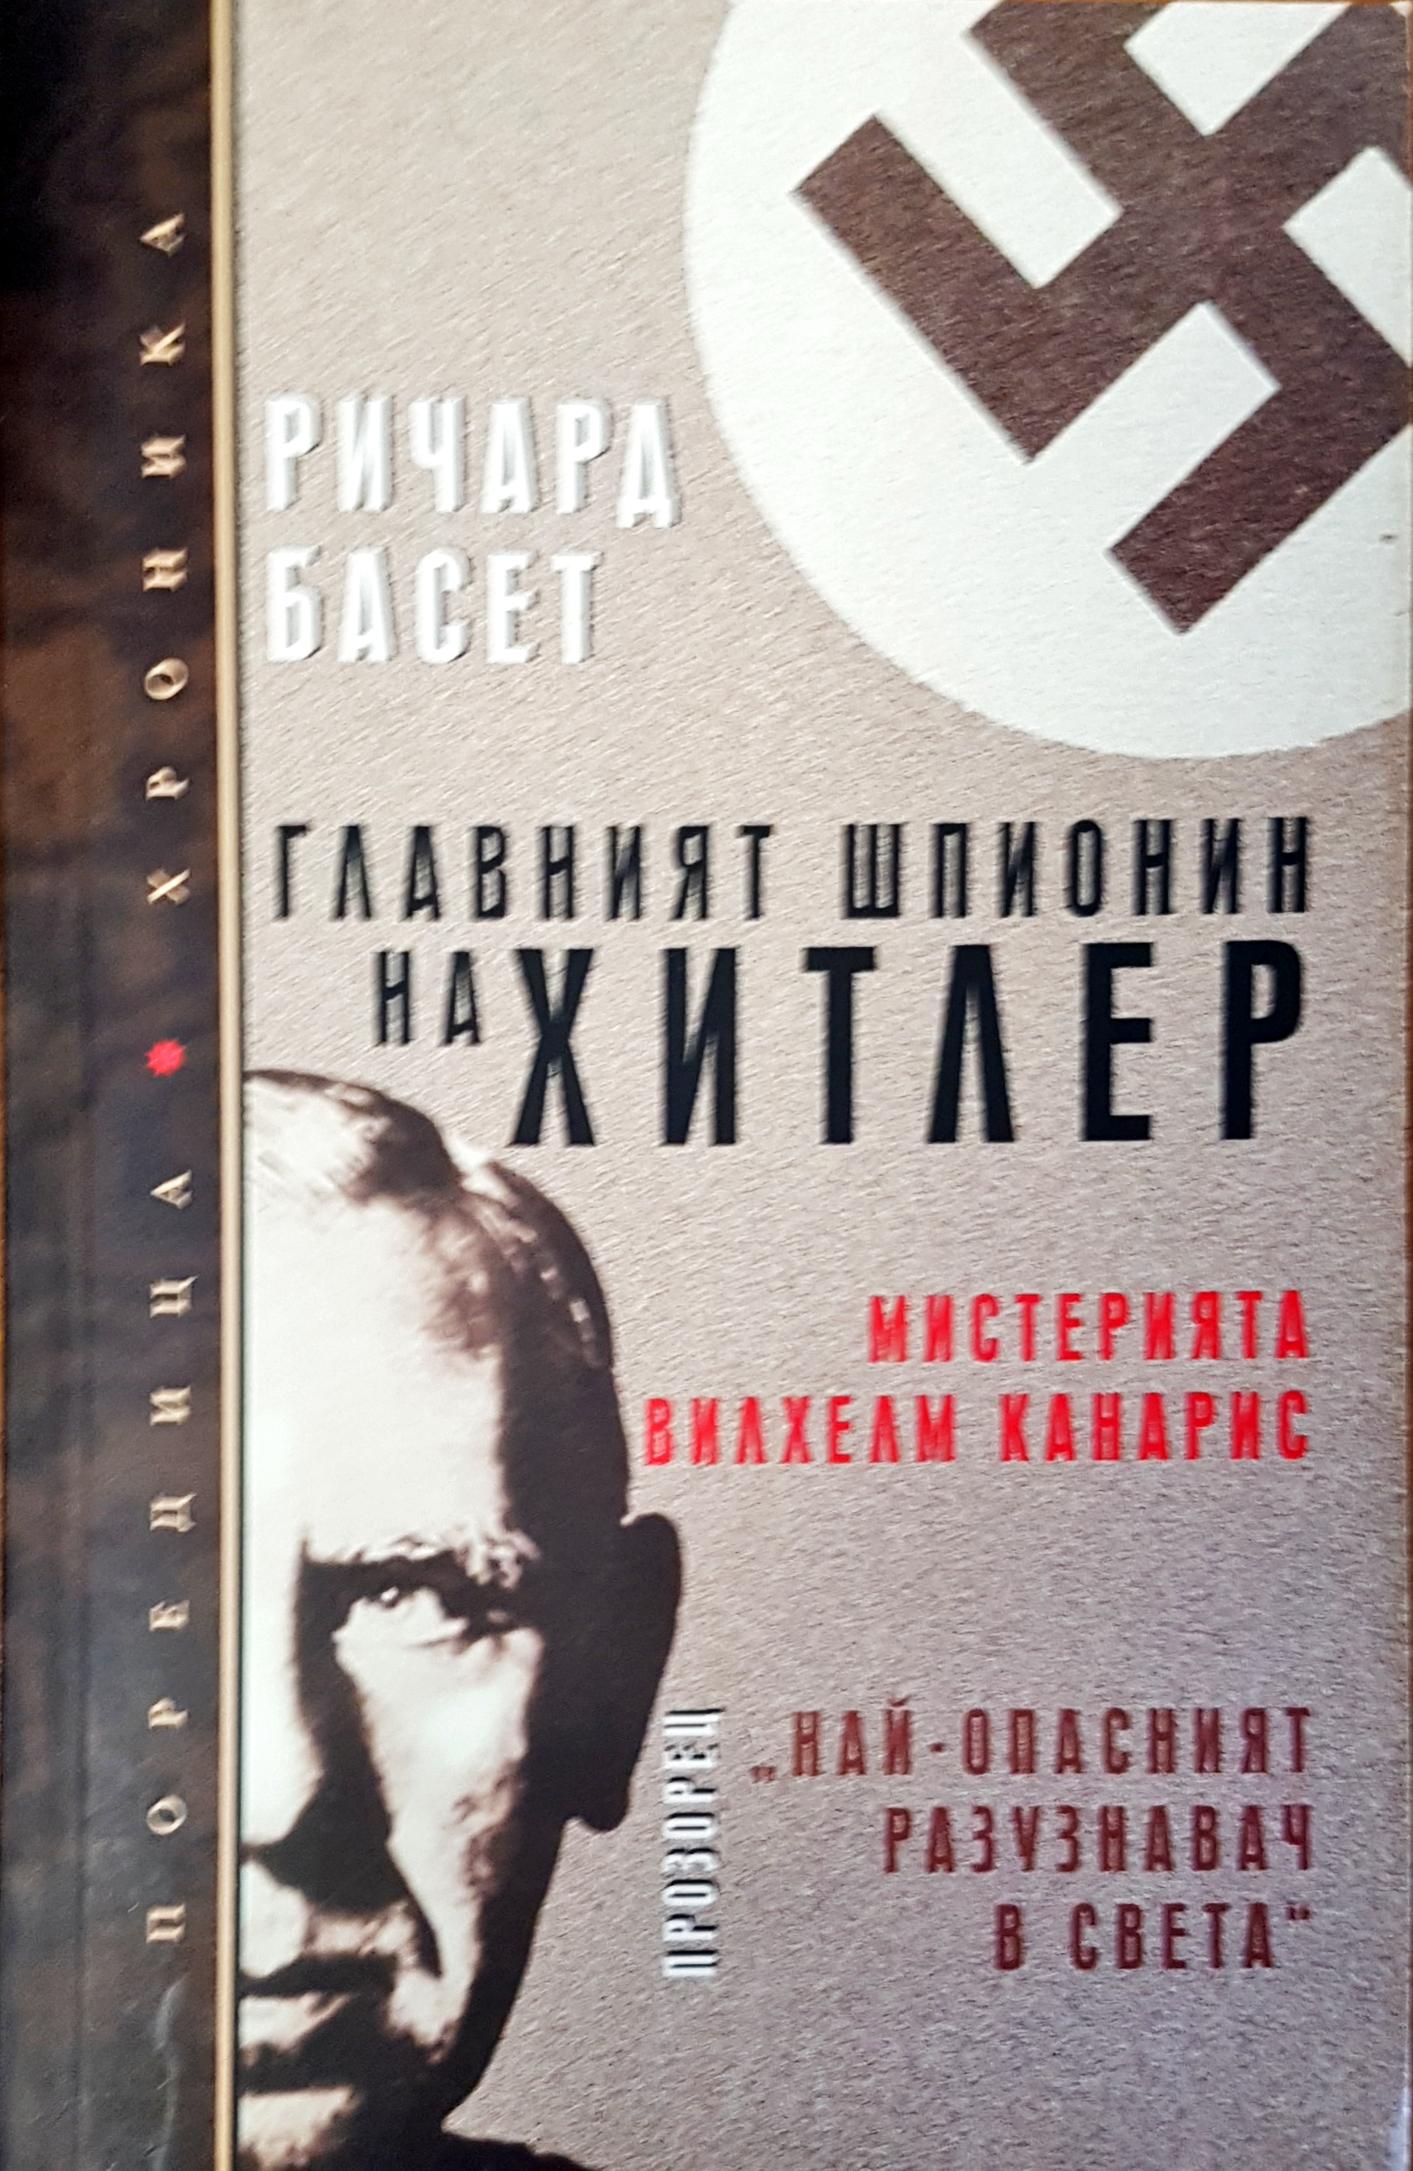 ПОРЕДИЦА * ХРОНИКА
РИЧАРД
БАСЕТ
ГЛАВНИЯТ ШПИОНИН
НА ХИТЛЕР
МИСТЕРИЯТА
ВИЛХЕЛМ КАНАРИС
ПРОЗОРЕЦ
„НАЙ-ОПАСНИЯТ
РАЗУЗНАВАЧ
В СВЕТА“